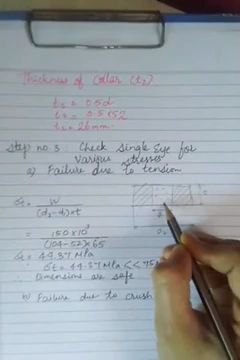 Thickness of Collar (t₂)
t₂ = 0.5d
t₂ = 0.5×52
t₂ = 26 mm.
Step no 3: Check Single Eye for
various stresses
a) Failure due to tension
σt = W / (d₂-d₁)×t
= 150×10³ / (104-52)×65
σt = 44.37 MPa
∴ σt = 44.37 MPa << 75
∴ Dimensions are safe
b) Failure due to crush